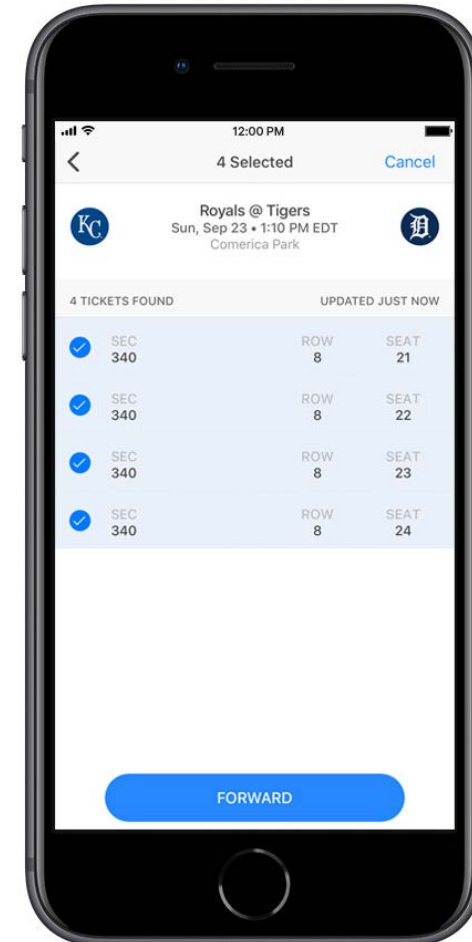 12:00 PM
4 Selected Cancel
KC
Royals @ Tigers
Sun, Sep 23 • 1:10 PM EDT
Comerica Park
D
4 TICKETS FOUND UPDATED JUST NOW
SEC ROW SEAT
340 8 21
SEC ROW SEAT
340 8 22
SEC ROW SEAT
340 8 23
SEC ROW SEAT
340 8 24
FORWARD